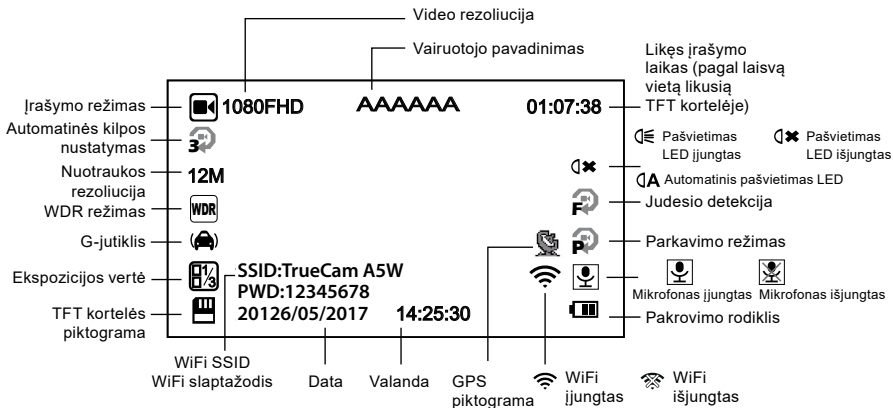 Video rezoliucija
Vairuotojo pavadinimas
Likęs įrašymo
laikas (pagal laisvą
vietą likusią
TFT kortelėje)
Įrašymo režimas
1080FHD
AAAAAA
01:07:38
Automatinės kilpos
nustatymas
3
Pašvietimas
LED įjungtas
Pašvietimas
LED išjungtas
Nuotraukos
rezoliucija
12M
A Automatinis pašvietimas LED
WDR režimas
WDR
F
Judesio detekcija
G-jutiklis
P
Parkavimo režimas
Ekspozicijos vertė
1/3
SSID:TrueCam A5W
PWD:12345678
20126/05/2017
14:25:30
Mikrofonas įjungtas
Mikrofonas išjungtas
TFT kortelės
piktograma
Pakrovimo rodiklis
WiFi SSID
WiFi slaptažodis
Data
Valanda
GPS
piktograma
WiFi
įjungtas
WiFi
išjungtas